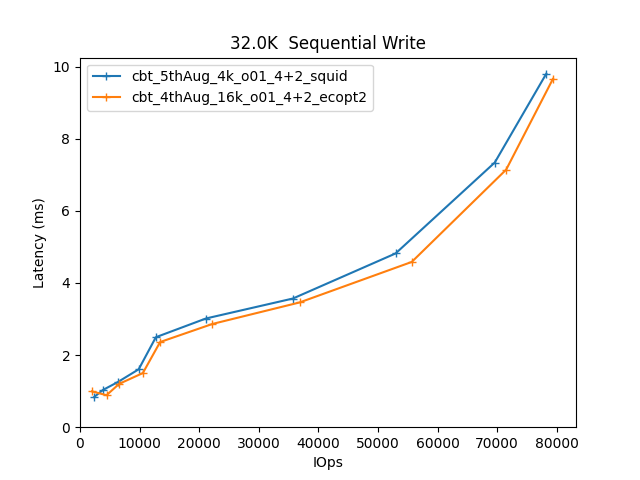 32.0K  Sequential Write
cbt_5thAug_4k_o01_4+2_squid
cbt_4thAug_16k_o01_4+2_ecopt2
Latency (ms)
10
8
6
4
2
0
0 10000 20000 30000 40000 50000 60000 70000 80000
IOps